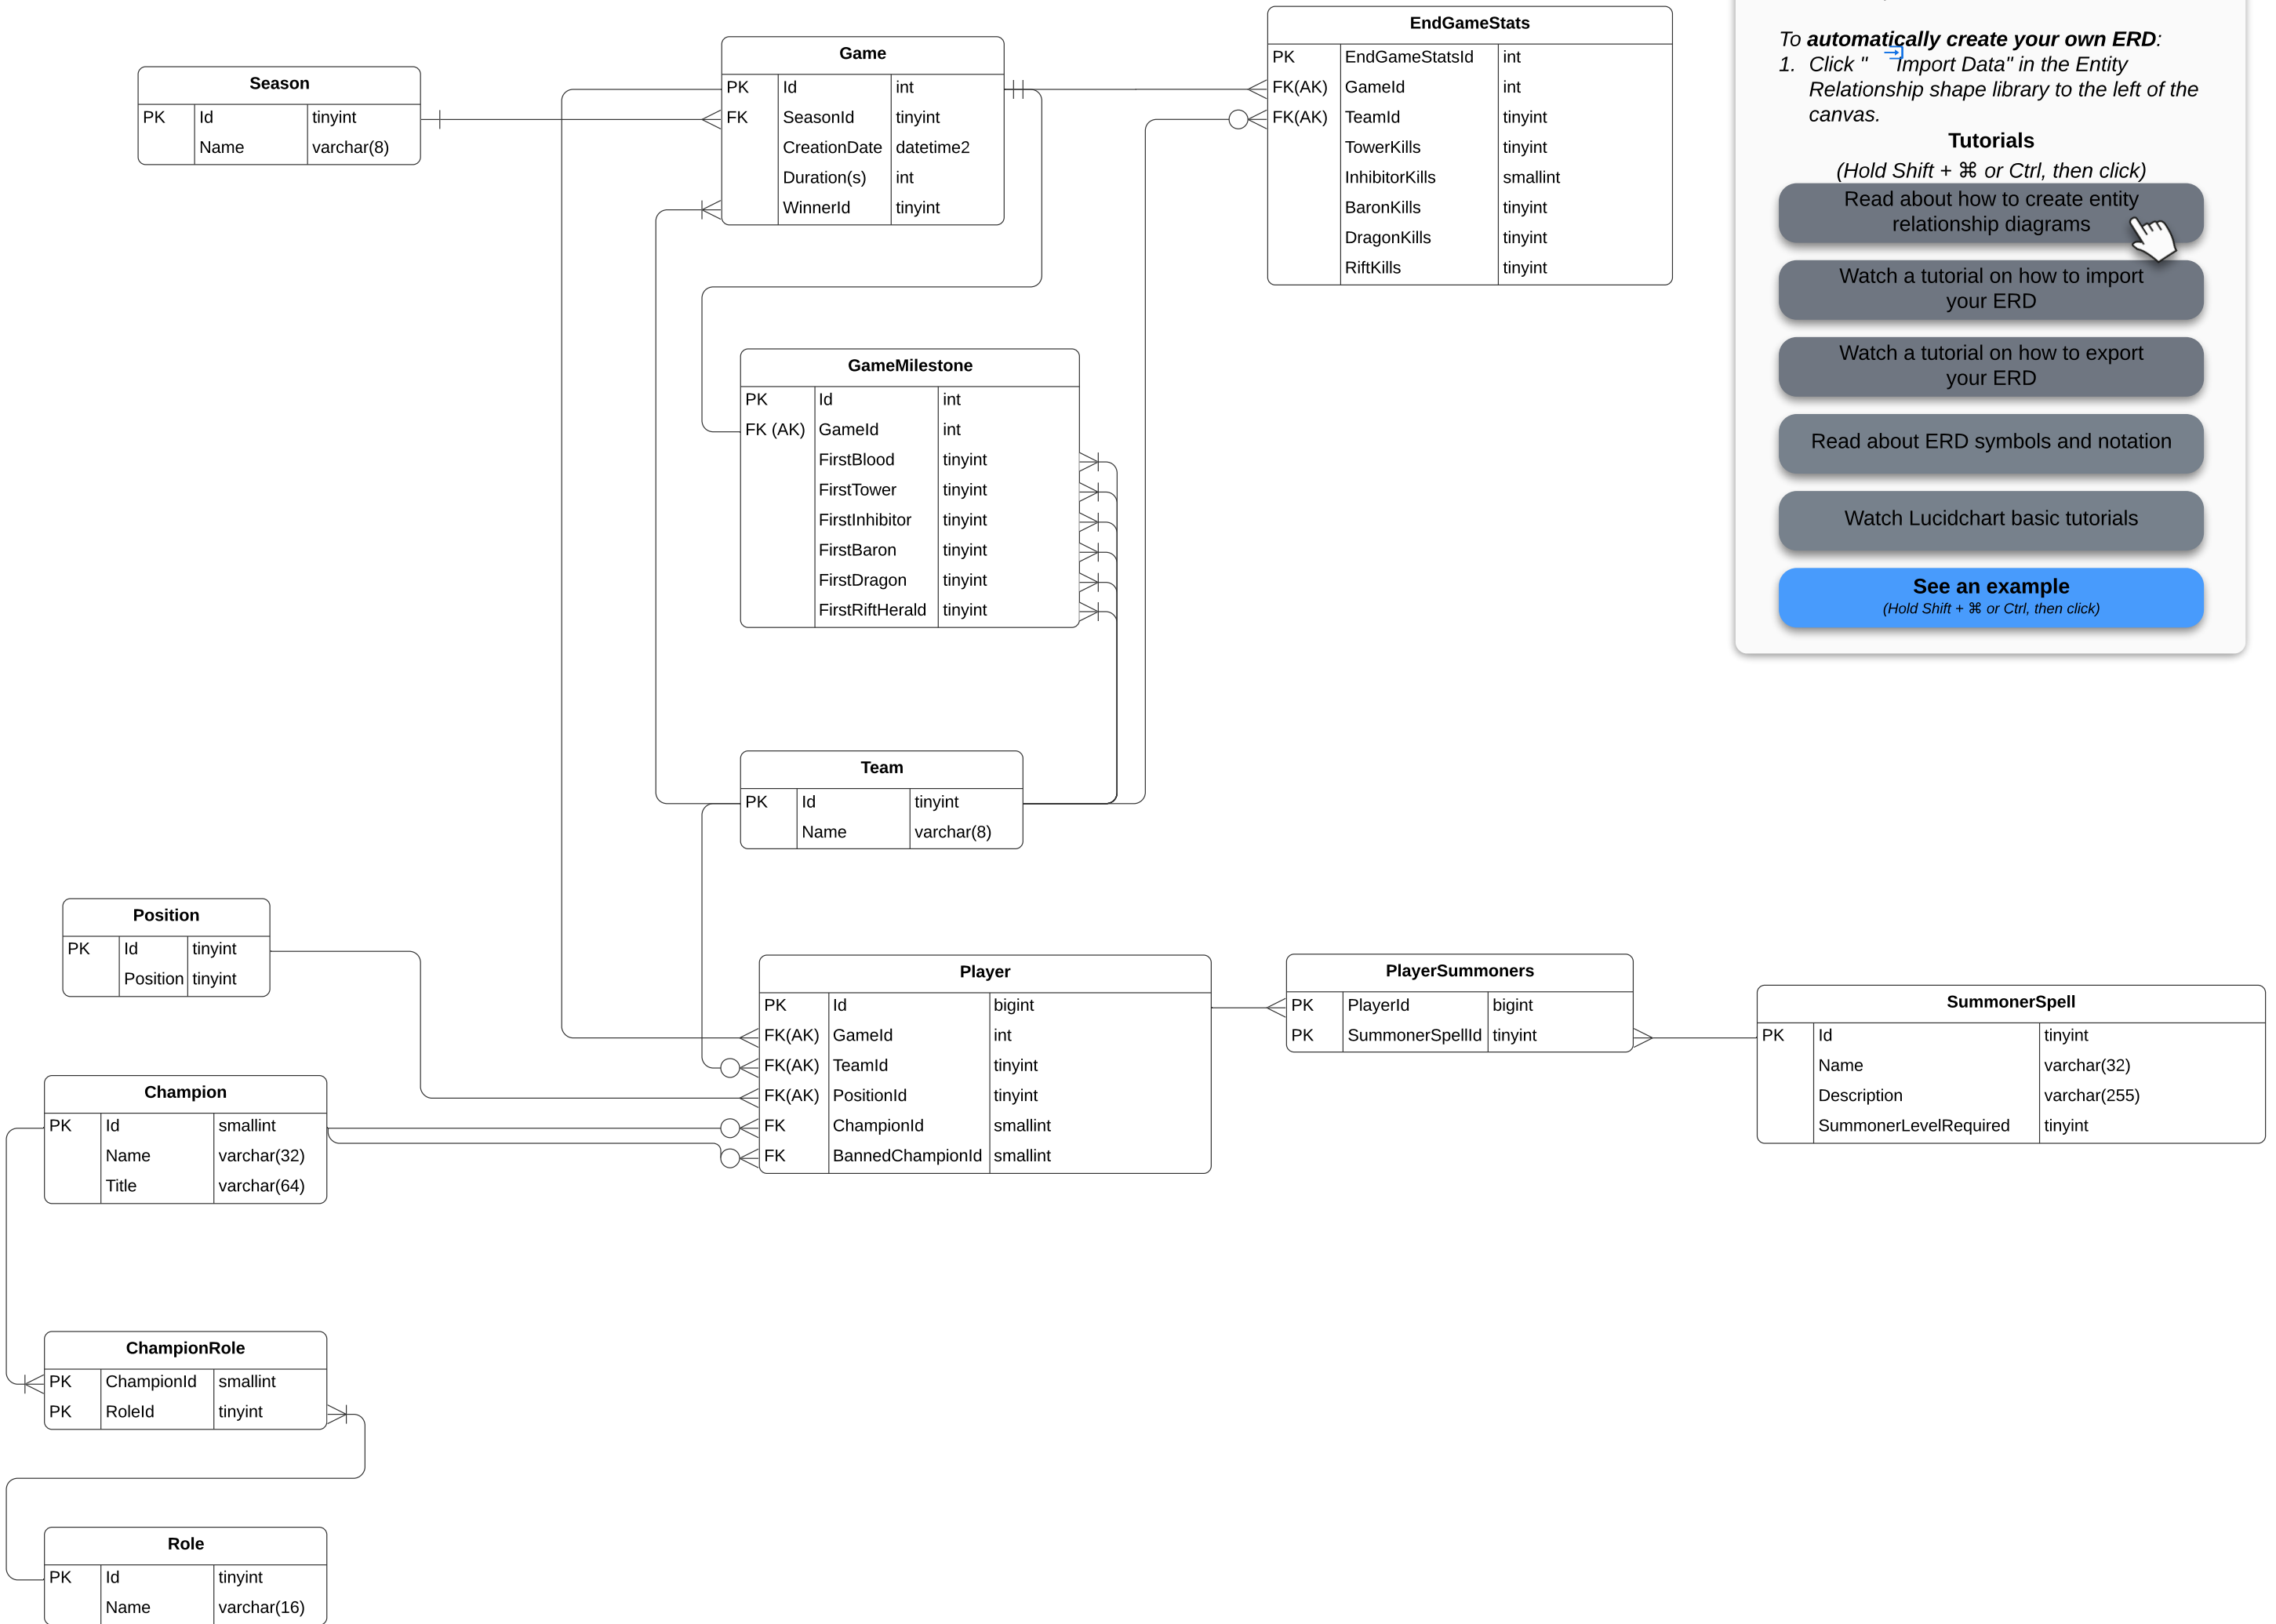 Season
PK Id tinyint
Name varchar(8)
Game
PK Id int
FK SeasonId tinyint
CreationDate datetime2
Duration(s) int
WinnerId tinyint
EndGameStats
PK EndGameStatsId int
FK(AK) GameId int
FK(AK) TeamId tinyint
TowerKills tinyint
InhibitorKills smallint
BaronKills tinyint
DragonKills tinyint
RiftKills tinyint
To automatically create your own ERD:
1. Click " Import Data" in the Entity
Relationship shape library to the left of the
canvas.
Tutorials
(Hold Shift + ⌘ or Ctrl, then click)
Read about how to create entity
relationship diagrams
Watch a tutorial on how to import
your ERD
Watch a tutorial on how to export
your ERD
Read about ERD symbols and notation
Watch Lucidchart basic tutorials
See an example
(Hold Shift + ⌘ or Ctrl, then click)
GameMilestone
PK Id int
FK (AK) GameId int
FirstBlood tinyint
FirstTower tinyint
FirstInhibitor tinyint
FirstBaron tinyint
FirstDragon tinyint
FirstRiftHerald tinyint
Team
PK Id tinyint
Name varchar(8)
Position
PK Id tinyint
Position tinyint
Player
PK Id bigint
FK(AK) GameId int
FK(AK) TeamId tinyint
FK(AK) PositionId tinyint
FK ChampionId smallint
FK BannedChampionId smallint
PlayerSummoners
PK PlayerId bigint
PK SummonerSpellId tinyint
SummonerSpell
PK Id tinyint
Name varchar(32)
Description varchar(255)
SummonerLevelRequired tinyint
Champion
PK Id smallint
Name varchar(32)
Title varchar(64)
ChampionRole
PK ChampionId smallint
PK RoleId tinyint
Role
PK Id tinyint
Name varchar(16)